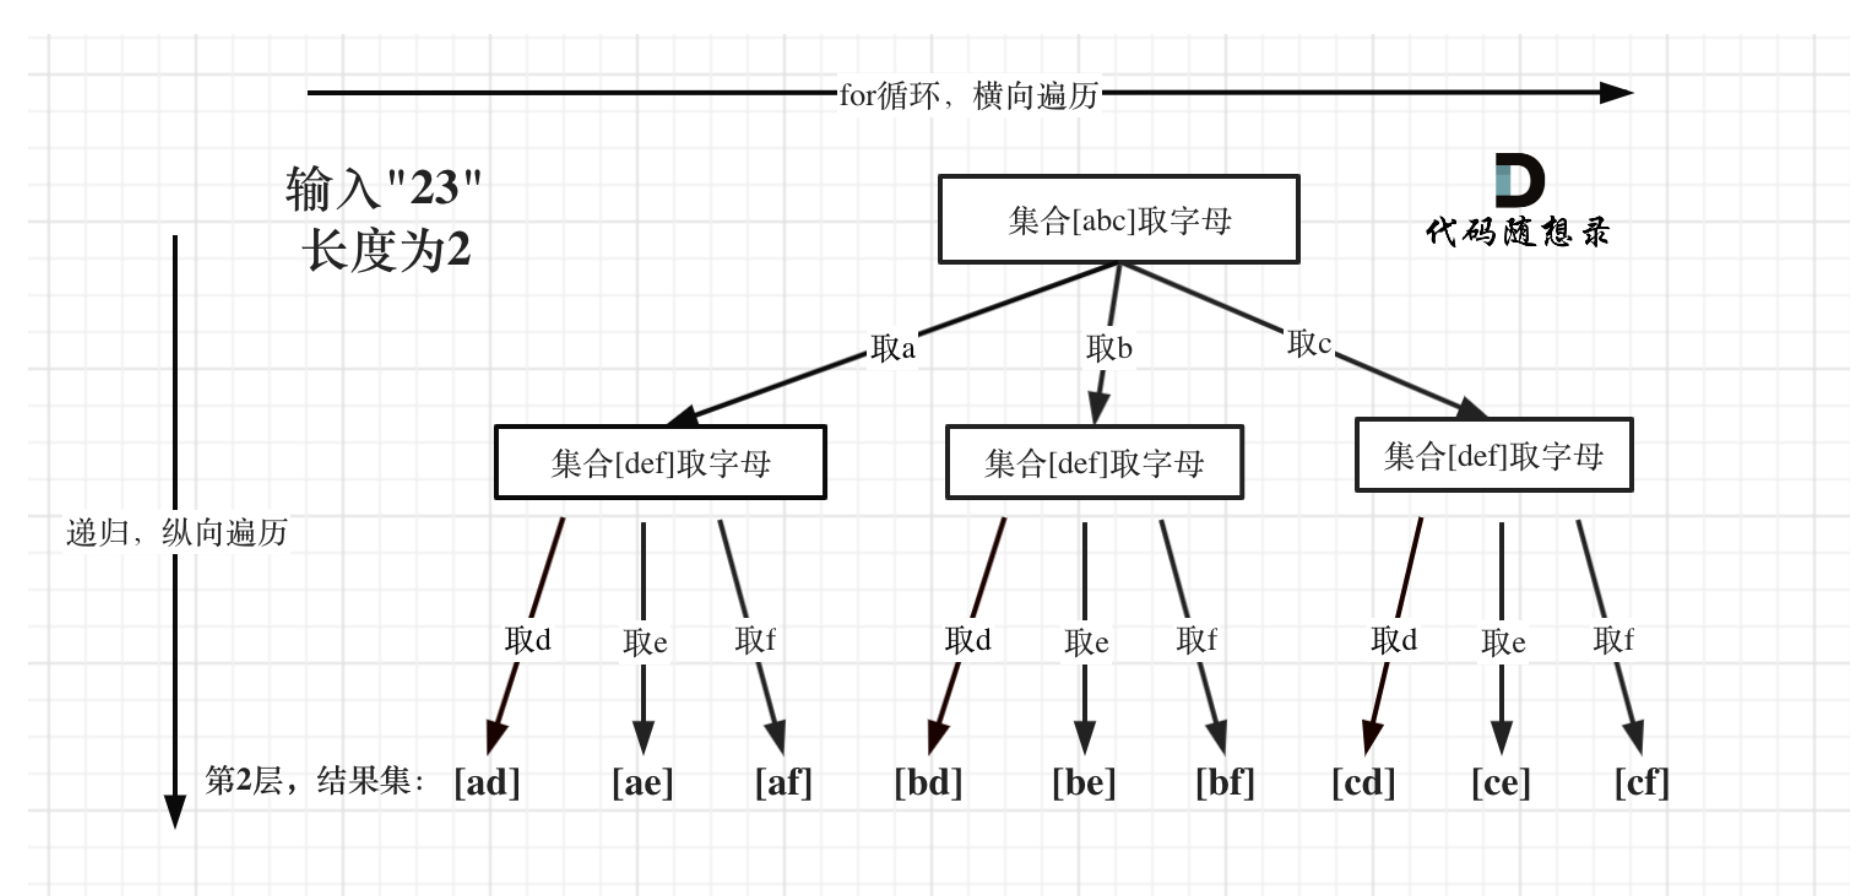 for循环，横向遍历
输入"23"
长度为2
集合[abc]取字母
代码随想录
取a
取b
取c
集合[def]取字母
集合[def]取字母
集合[def]取字母
递归，纵向遍历
取d
取e
取f
取d
取e
取f
取d
取e
取f
第2层，结果集：
[ad]
[ae]
[af]
[bd]
[be]
[bf]
[cd]
[ce]
[cf]